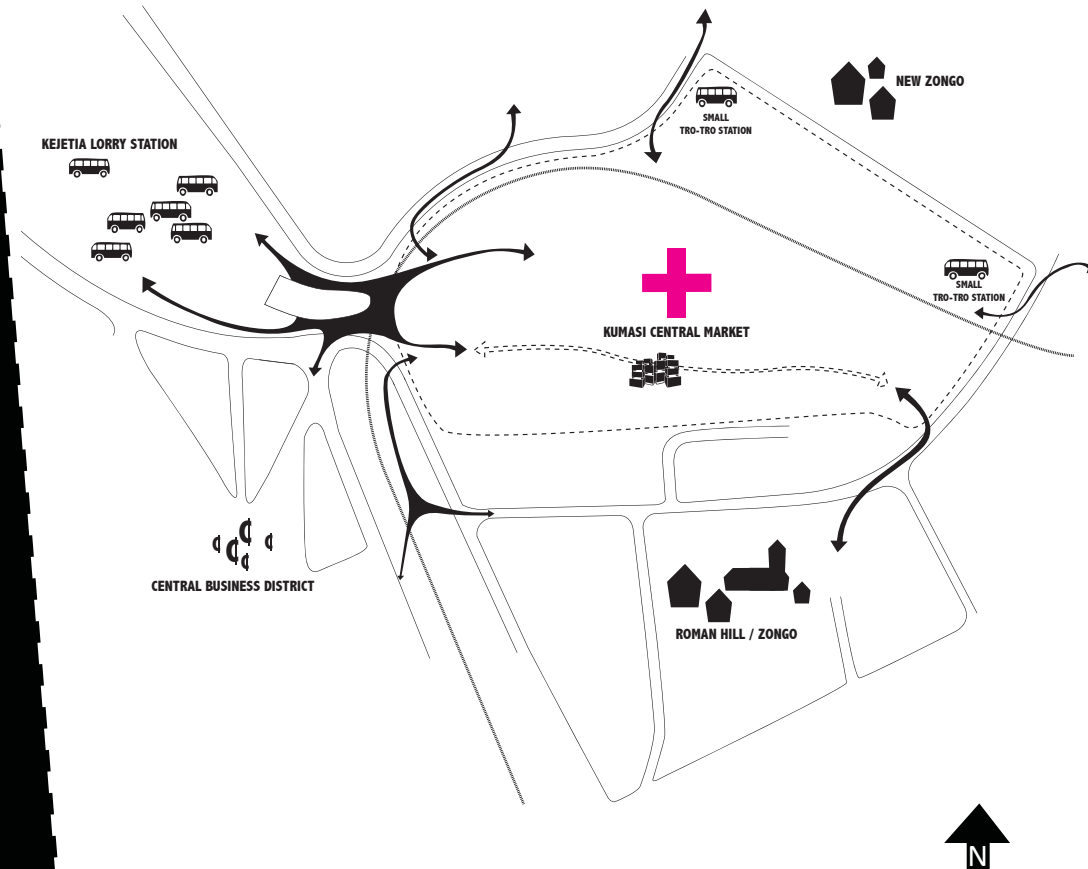 NEW ZONGO
SMALL
TRO-TRO STATION
KEJETIA LORRY STATION
SMALL
TRO-TRO STATION
KUMASI CENTRAL MARKET
CENTRAL BUSINESS DISTRICT
ROMAN HILL / ZONGO
N